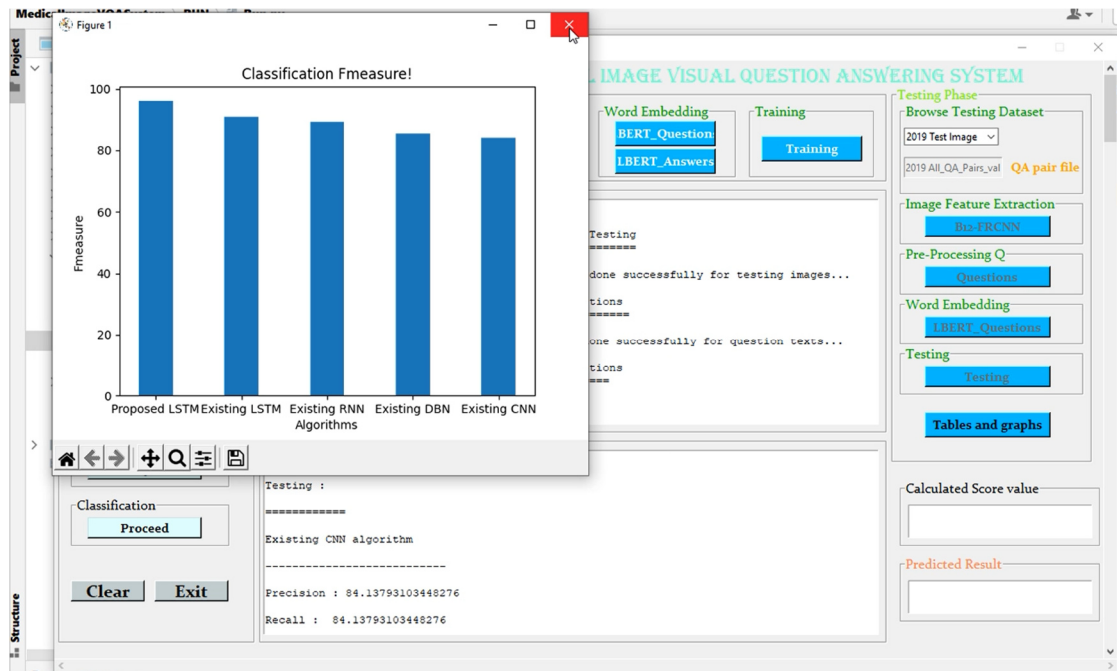 Figure 1
Classification Fmeasure!
100
80
60
40
20
0
Fmeasure
Proposed LSTM Existing LSTM Existing RNN Existing DBN Existing CNN
Algorithms
Project
Structure
IMAGE VISUAL QUESTION ANSWERING SYSTEM
Word Embedding
BERT_Question
LBERT_Answers
Training
Training
Testing Phase
Browse Testing Dataset
2019 Test Image
2019 All_QA_Pairs_val QA pair file
Image Feature Extraction
B12-FRCNN
Pre-Processing Q
Questions
Word Embedding
LBERT_Questions
Testing
Testing
Tables and graphs
Calculated Score value
Predicted Result
Testing
=======
done successfully for testing images...
tions
======
one successfully for question texts...
tions
===
Classification
Proceed
Clear Exit
Testing :
============
Existing CNN algorithm
---------------------------
Precision : 84.13793103448276
Recall : 84.13793103448276